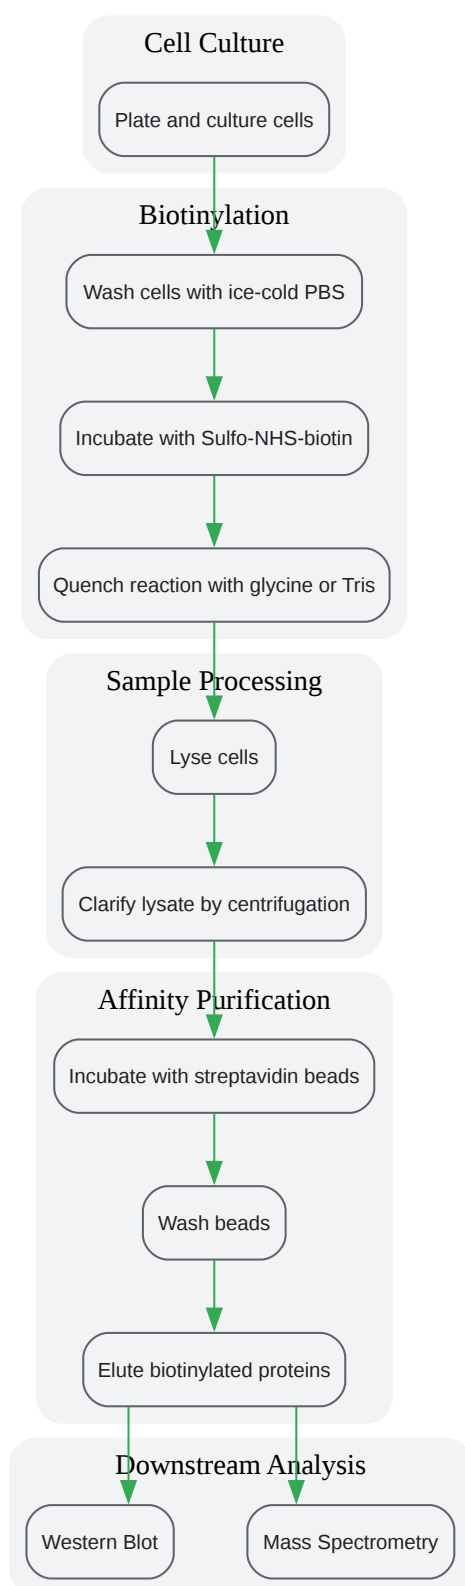 Cell Culture
Plate and culture cells
Biotinylation
Wash cells with ice-cold PBS
Incubate with Sulfo-NHS-biotin
Quench reaction with glycine or Tris
Sample Processing
Lyse cells
Clarify lysate by centrifugation
Affinity Purification
Incubate with streptavidin beads
Wash beads
Elute biotinylated proteins
Downstream Analysis
Western Blot
Mass Spectrometry